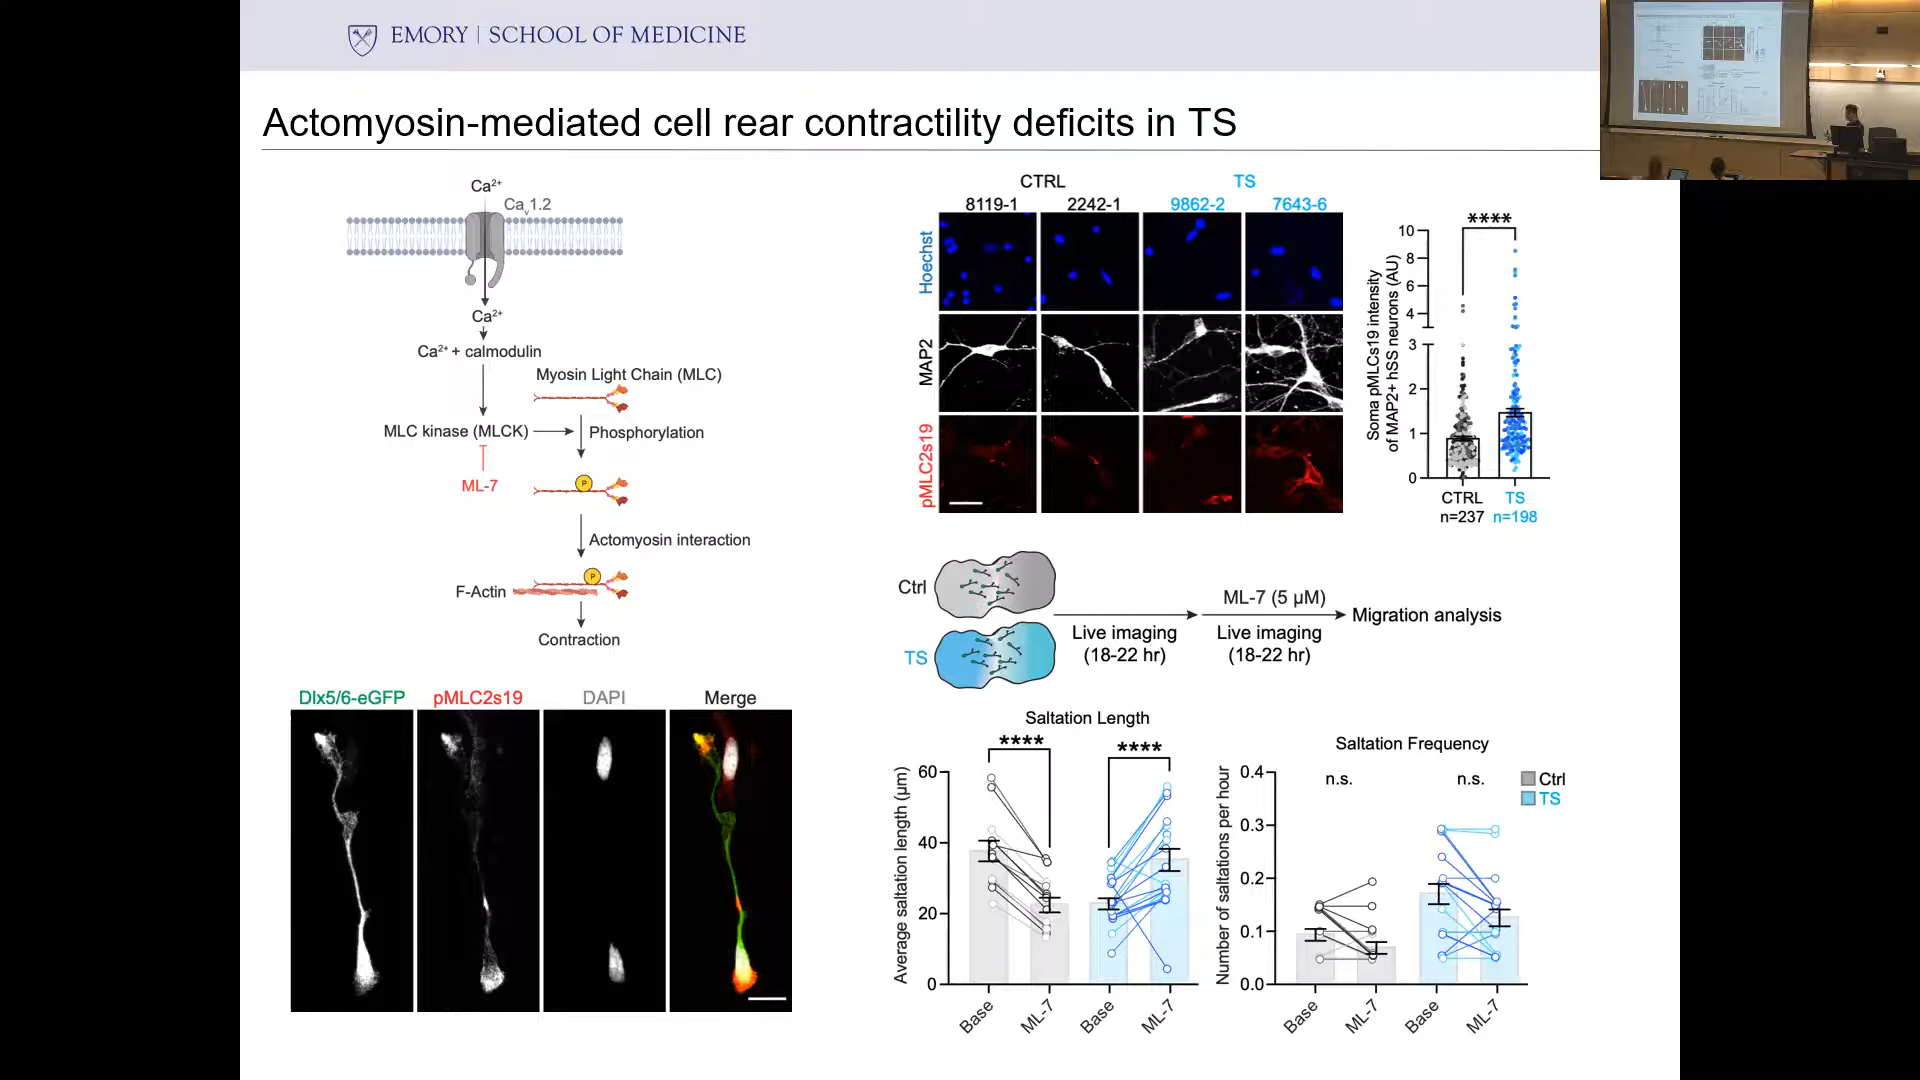 EMORY | SCHOOL OF MEDICINE
Actomyosin-mediated cell rear contractility deficits in TS
Ca²⁺
Caᵥ1.2
Ca²⁺
Ca²⁺ + calmodulin
Myosin Light Chain (MLC)
MLC kinase (MLCK)
Phosphorylation
ML-7
P
Actomyosin interaction
P
F-Actin
Contraction
Dlx5/6-eGFP
pMLC2s19
DAPI
Merge
CTRL
TS
8119-1
2242-1
9862-2
7643-6
Hoechst
MAP2
pMLC2s19
Soma pMLCs19 intensity
of MAP2+ hSS neurons (AU)
****
10
8
6
4
3
2
1
0
CTRL
TS
n=237
n=198
Ctrl
TS
Live imaging
(18-22 hr)
ML-7 (5 µM)
Live imaging
(18-22 hr)
Migration analysis
Saltation Length
****
****
Average saltation length (µm)
60
40
20
0
Base
ML-7
Base
ML-7
Saltation Frequency
n.s.
n.s.
Ctrl
TS
Number of saltations per hour
0.4
0.3
0.2
0.1
0.0
Base
ML-7
Base
ML-7